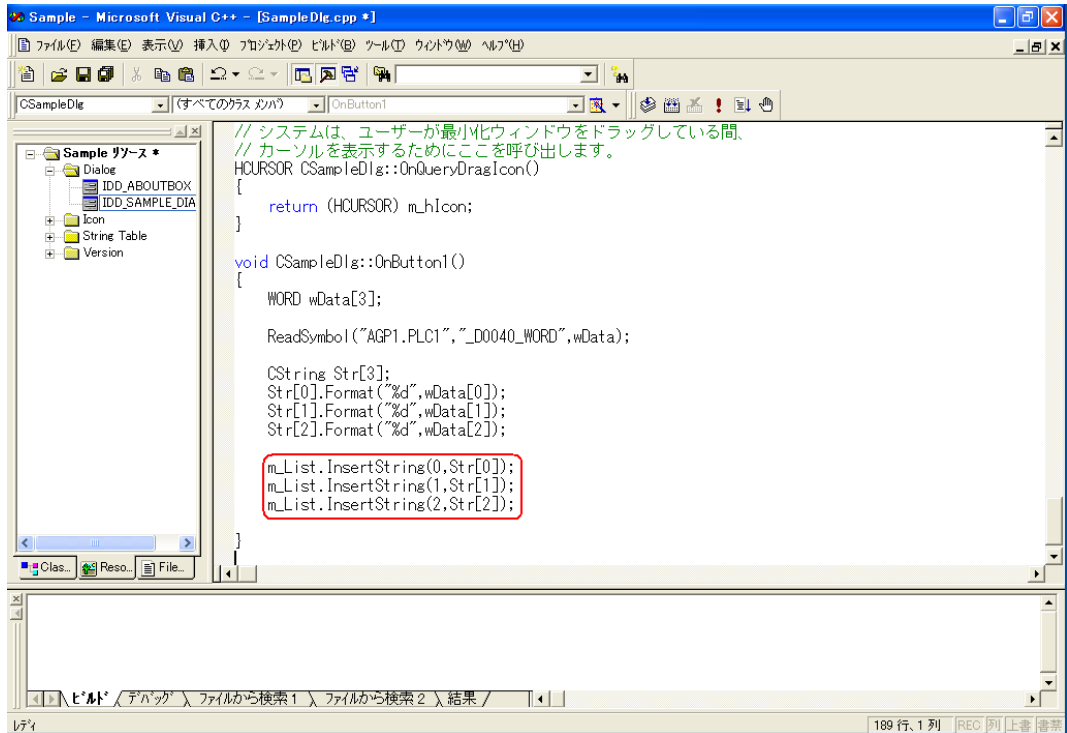 Sample - Microsoft Visual C++ - [SampleDlg.cpp *]
ファイル(F) 編集(E) 表示(V) 挿入(I) プロジェクト(P) ビルド(B) ツール(T) ウィンドウ(W) ヘルプ(H)
CSampleDlg (すべてのクラス メンバ) OnButton1
Sample リソース *
Dialog
IDD_ABOUTBOX
IDD_SAMPLE_DIA
Icon
String Table
Version
Clas... Reso... File...
// システムは、ユーザーが最小化ウィンドウをドラッグしている間、
// カーソルを表示するためにここを呼び出します。
HCURSOR CSampleDlg::OnQueryDragIcon()
{
return (HCURSOR) m_hIcon;
}
void CSampleDlg::OnButton1()
{
WORD wData[3];
ReadSymbol("AGP1.PLC1","_D0040_WORD",wData);
CString Str[3];
Str[0].Format("%d",wData[0]);
Str[1].Format("%d",wData[1]);
Str[2].Format("%d",wData[2]);
m_List.InsertString(0,Str[0]);
m_List.InsertString(1,Str[1]);
m_List.InsertString(2,Str[2]);
}
ビルド デバッグ ファイルから検索1 ファイルから検索2 結果
レディ 189 行、1 列 REC 列 上書 書禁